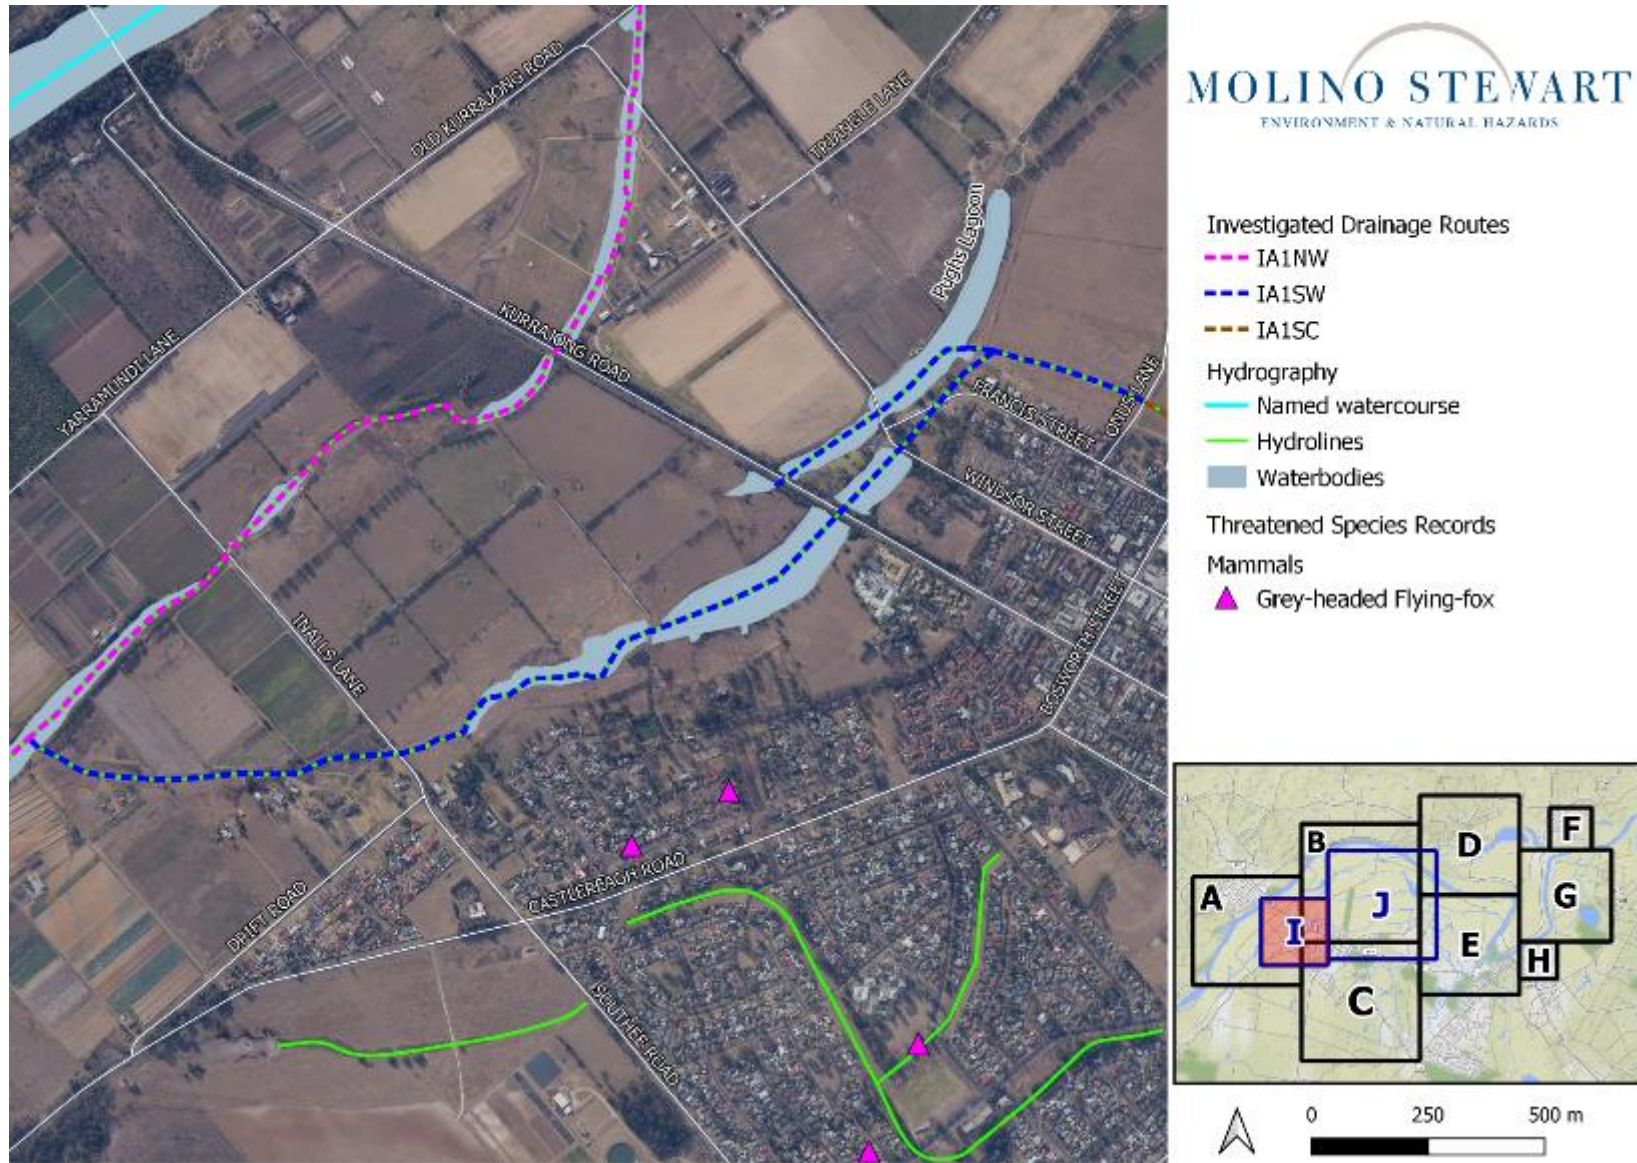 OLD KURRAJONG ROAD
TRIANGLE LANE
Pughs Lagoon
KURRAJONG ROAD
YARRAMUNDI LANE
FRANCIS STREET
ONUS LANE
WINDSOR STREET
INALLS LANE
BOSWORTH STREET
CASTLEREAGH ROAD
DRIFT ROAD
SOUTHEE ROAD
MOLINO STEWART
ENVIRONMENT & NATURAL HAZARDS
Investigated Drainage Routes
IA1NW
IA1SW
IA1SC
Hydrography
Named watercourse
Hydrolines
Waterbodies
Threatened Species Records
Mammals
Grey-headed Flying-fox
A
B
C
D
E
F
G
H
I
J
0 250 500 m